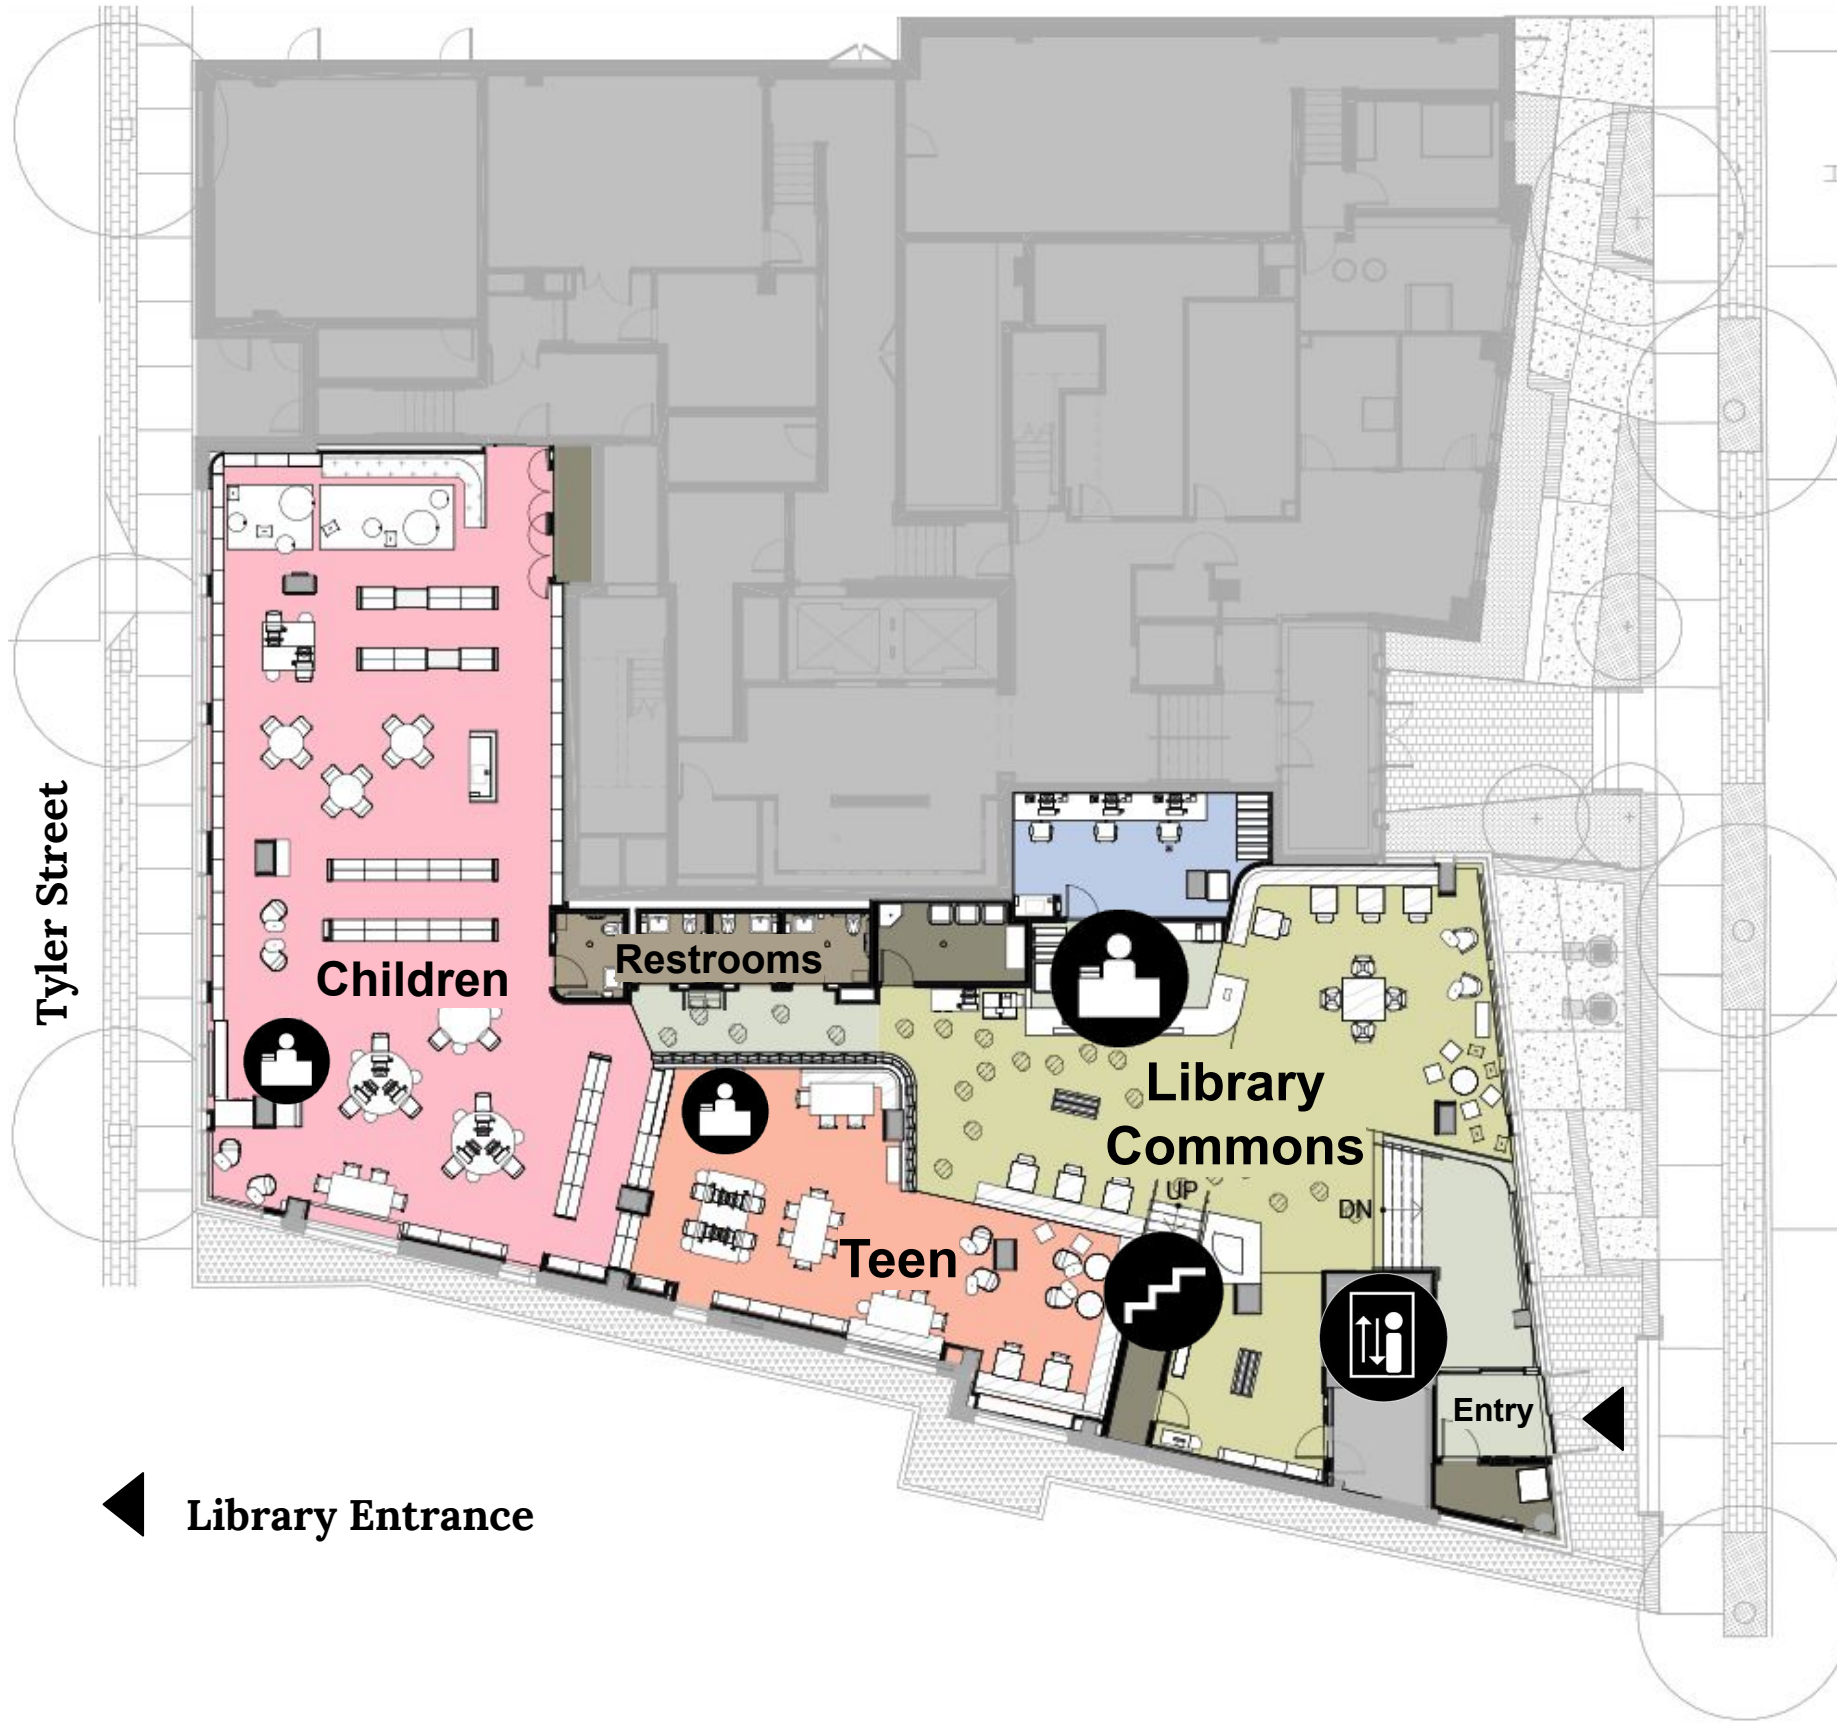 Tyler Street
Children
Restrooms
Library
Commons
UP
DN
Teen
Entry
Library Entrance